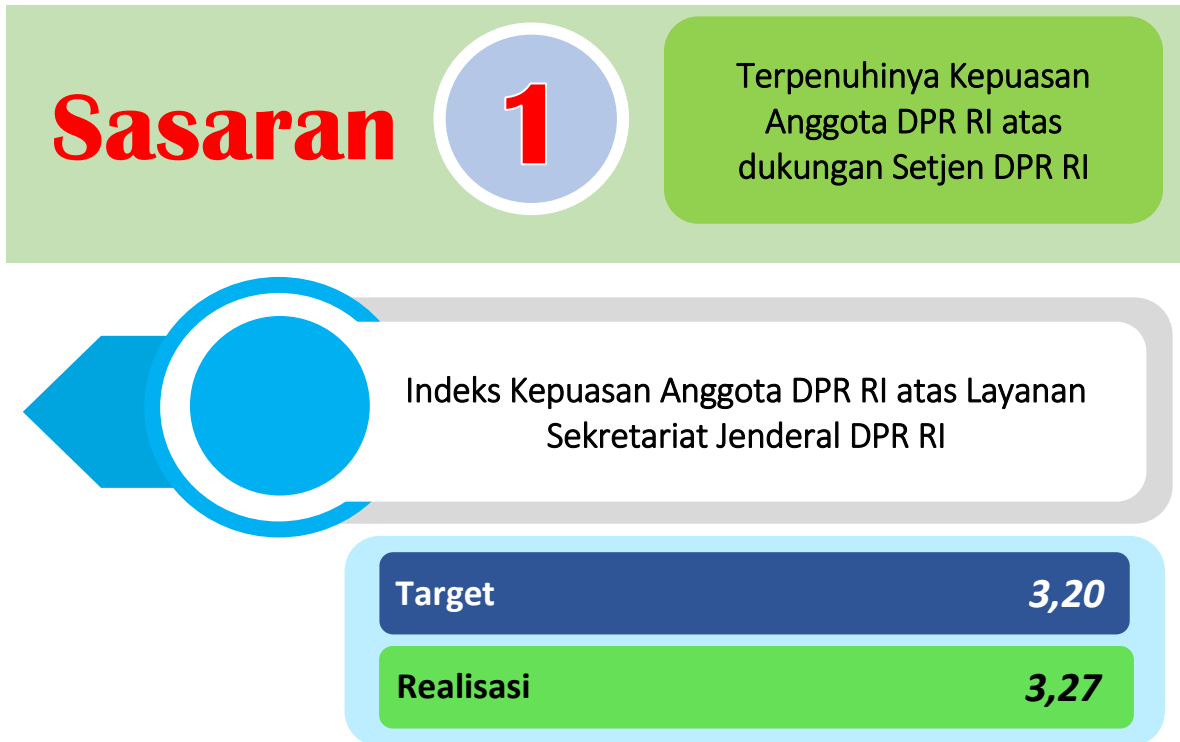 Sasaran
1
Terpenuhinya Kepuasan
Anggota DPR RI atas
dukungan Setjen DPR RI
Indeks Kepuasan Anggota DPR RI atas Layanan
Sekretariat Jenderal DPR RI
Target 3,20
Realisasi 3,27